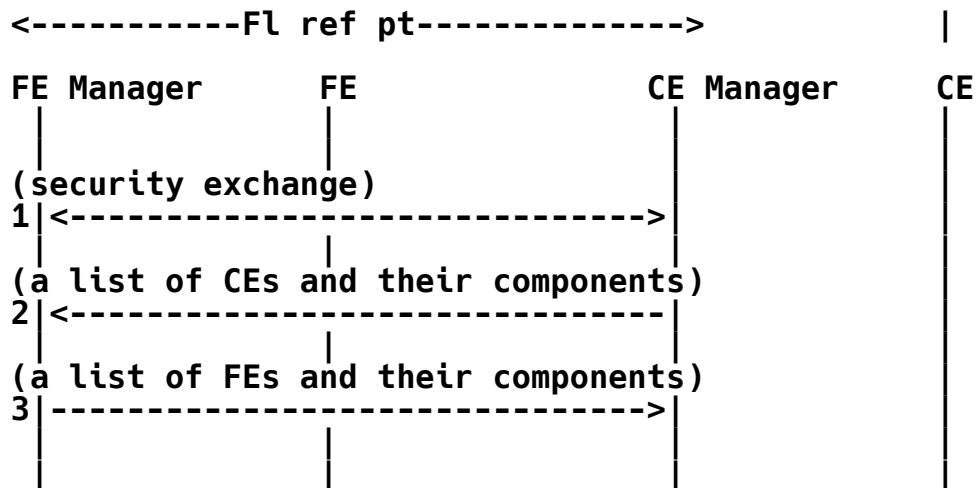 <-----------Fl ref pt--------------> |
FE Manager FE CE Manager CE
(security exchange)
1|<------------------------------>|
(a list of CEs and their components)
2|<-------------------------------|
(a list of FEs and their components)
3|------------------------------->|